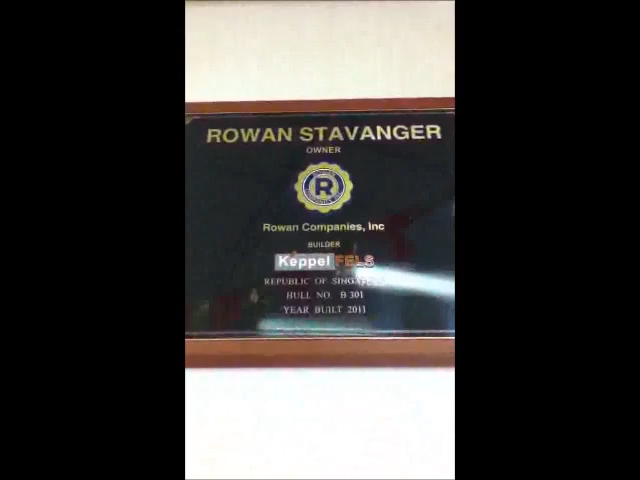 ROWAN STAVANGER
OWNER
R
Rowan Companies, Inc
BUILDER
Keppel FELS
REPUBLIC OF
HULL NO. B 301
YEAR BUILT 2011